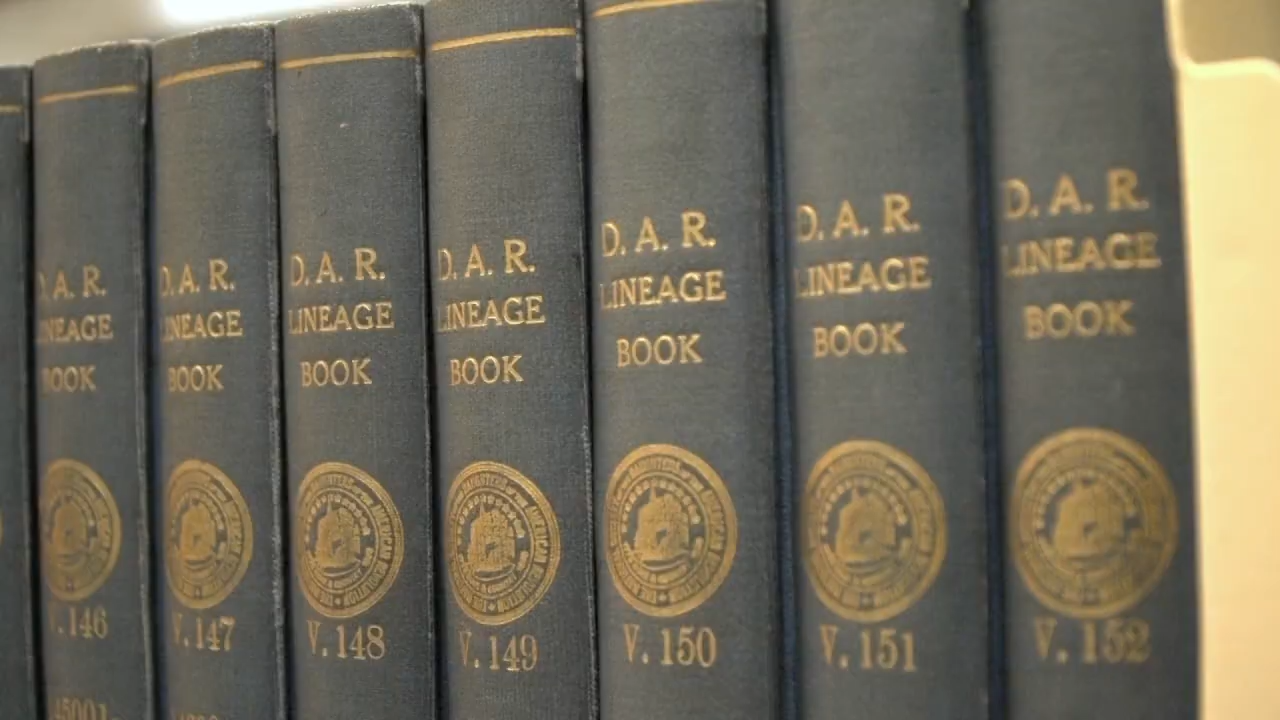 D. A. R.
LINEAGE
BOOK
V. 146
D. A. R.
LINEAGE
BOOK
V. 147
D. A. R.
LINEAGE
BOOK
V. 148
D. A. R.
LINEAGE
BOOK
V. 149
D. A. R.
LINEAGE
BOOK
V. 150
D. A. R.
LINEAGE
BOOK
V. 151
D. A. R.
LINEAGE
BOOK
V. 152